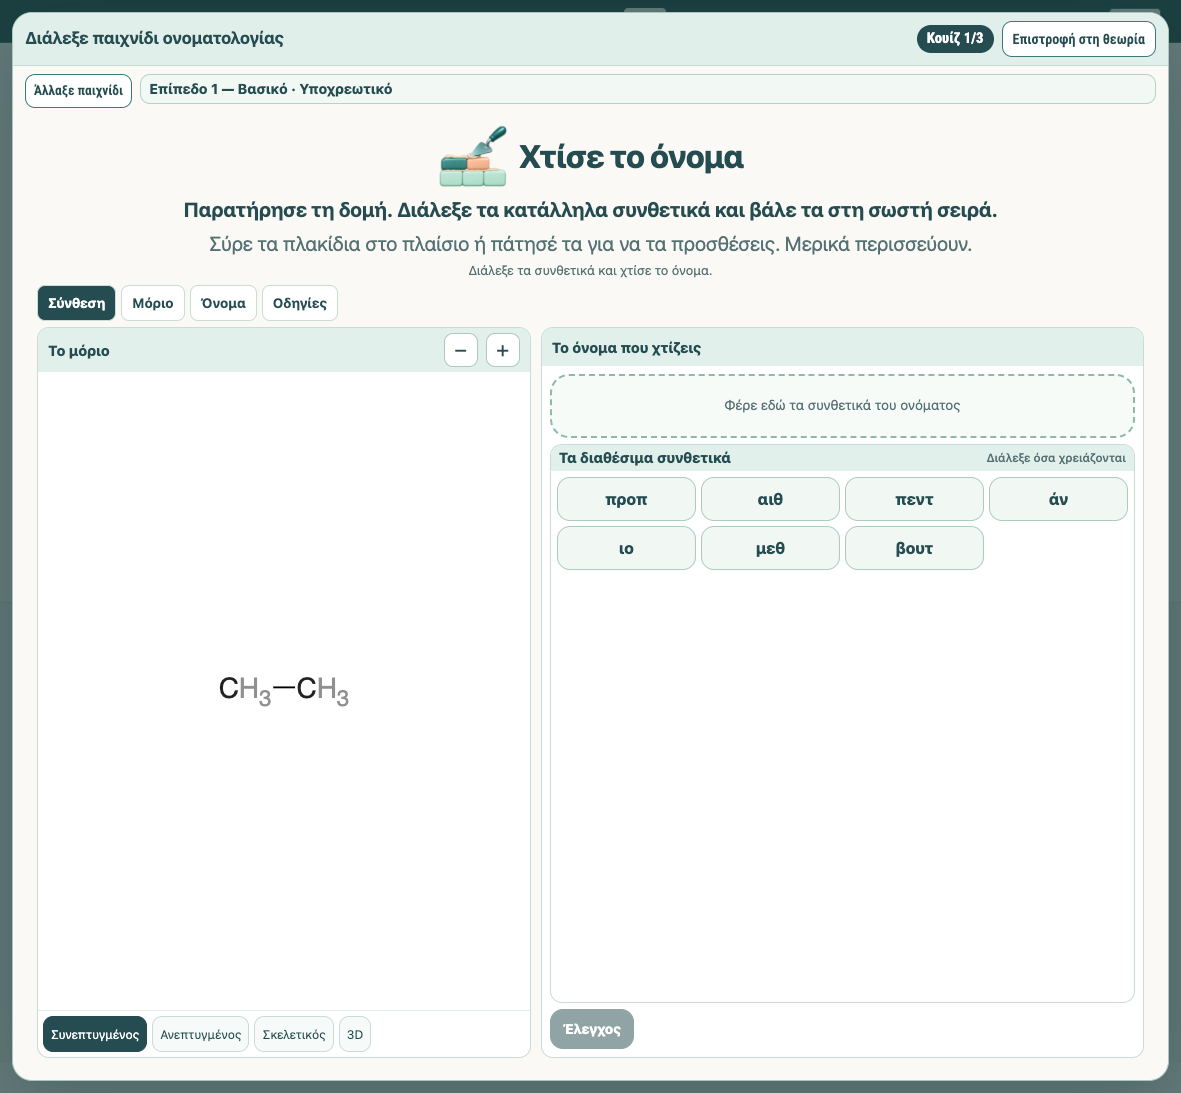 Διάλεξε παιχνίδι ονοματολογίας
Κουίζ 1/3
Επιστροφή στη θεωρία
Άλλαξε παιχνίδι
Επίπεδο 1 — Βασικό · Υποχρεωτικό
Χτίσε το όνομα
Παρατήρησε τη δομή. Διάλεξε τα κατάλληλα συνθετικά και βάλε τα στη σωστή σειρά.
Σύρε τα πλακίδια στο πλαίσιο ή πάτησέ τα για να τα προσθέσεις. Μερικά περισσεύουν.
Διάλεξε τα συνθετικά και χτίσε το όνομα.
Σύνθεση
Μόριο
Όνομα
Οδηγίες
Το μόριο
−
+
CH3—CH3
Συνεπτυγμένος
Ανεπτυγμένος
Σκελετικός
3D
Το όνομα που χτίζεις
Φέρε εδώ τα συνθετικά του ονόματος
Τα διαθέσιμα συνθετικά
Διάλεξε όσα χρειάζονται
προπ
αιθ
πεντ
άν
ιο
μεθ
βουτ
Έλεγχος